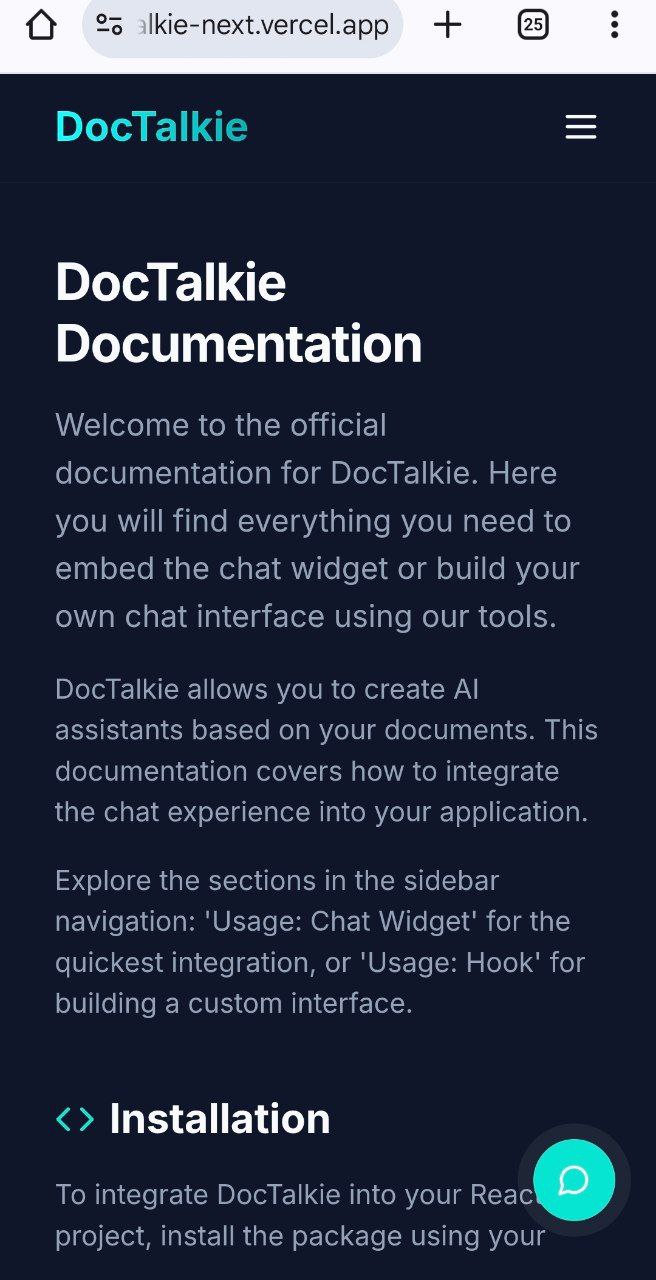 alkie-next.vercel.app
25
DocTalkie
DocTalkie
Documentation
Welcome to the official
documentation for DocTalkie. Here
you will find everything you need to
embed the chat widget or build your
own chat interface using our tools.
DocTalkie allows you to create AI
assistants based on your documents. This
documentation covers how to integrate
the chat experience into your application.
Explore the sections in the sidebar
navigation: 'Usage: Chat Widget' for the
quickest integration, or 'Usage: Hook' for
building a custom interface.
<> Installation
To integrate DocTalkie into your React
project, install the package using your